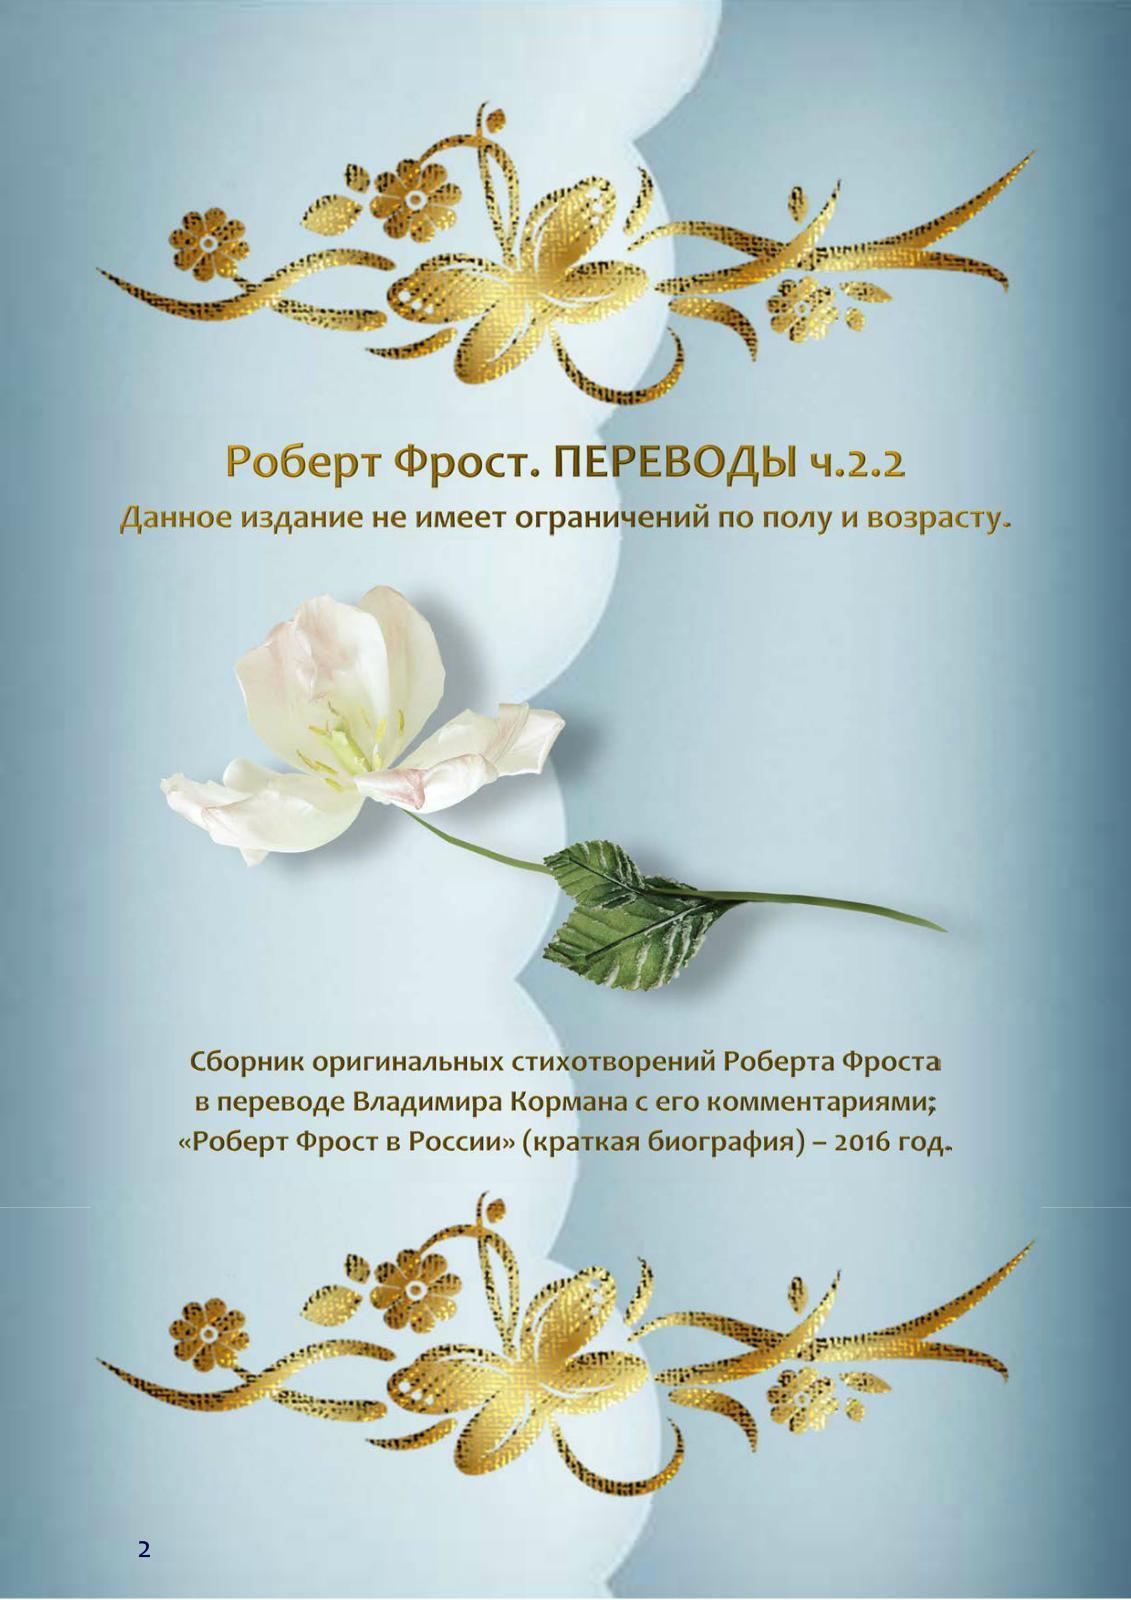 Роберт Фрост. ПЕРЕВОДЫ ч.2.2
Данное издание не имеет ограничений по полу и возрасту.
Сборник оригинальных стихотворений Роберта Фроста
в переводе Владимира Кормана с его комментариями;
«Роберт Фрост в России» (краткая биография) – 2016 год.
2